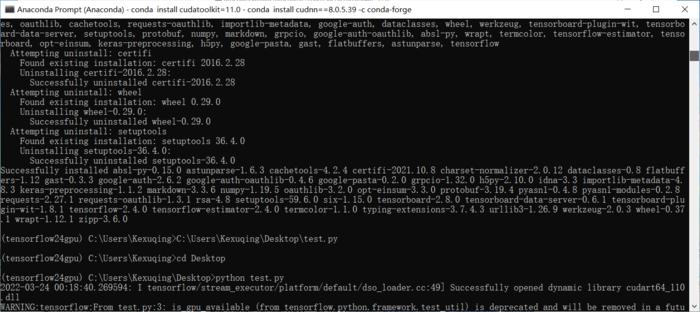 Anaconda Prompt (Anaconda) - conda install cudatoolkit=11.0 - conda install cudnn==8.0.5.39 -c conda-forge
es, oauthlib, cachetools, requests-oauthlib, importlib-metadata, google-auth, dataclasses, wheel, werkzeug, tensorboard-plugin-wit, tensorbo
ard-data-server, setuptools, protobuf, numpy, markdown, grpcio, google-auth-oauthlib, absl-py, wrapt, termcolor, tensorflow-estimator, tenso
rboard, opt-einsum, keras-preprocessing, h5py, google-pasta, gast, flatbuffers, astunparse, tensorflow
Attempting uninstall: certifi
Found existing installation: certifi 2016.2.28
Uninstalling certifi-2016.2.28:
Successfully uninstalled certifi-2016.2.28
Attempting uninstall: wheel
Found existing installation: wheel 0.29.0
Uninstalling wheel-0.29.0:
Successfully uninstalled wheel-0.29.0
Attempting uninstall: setuptools
Found existing installation: setuptools 36.4.0
Uninstalling setuptools-36.4.0:
Successfully uninstalled setuptools-36.4.0
Successfully installed absl-py-0.15.0 astunparse-1.6.3 cachetools-4.2.4 certifi-2021.10.8 charset-normalizer-2.0.12 dataclasses-0.8 flatbuff
ers-1.12 gast-0.3.3 google-auth-2.6.2 google-auth-oauthlib-0.4.6 google-pasta-0.2.0 grpcio-1.32.0 h5py-2.10.0 idna-3.3 importlib-metadata-4.
8.3 keras-preprocessing-1.1.2 markdown-3.3.6 numpy-1.19.5 oauthlib-3.2.0 opt-einsum-3.3.0 protobuf-3.19.4 pyasn1-0.4.8 pyasn1-modules-0.2.8
requests-2.27.1 requests-oauthlib-1.3.1 rsa-4.8 setuptools-59.6.0 six-1.15.0 tensorboard-2.8.0 tensorboard-data-server-0.6.1 tensorboard-plu
gin-wit-1.8.1 tensorflow-2.4.0 tensorflow-estimator-2.4.0 termcolor-1.1.0 typing-extensions-3.7.4.3 urllib3-1.26.9 werkzeug-2.0.3 wheel-0.37
.1 wrapt-1.12.1 zipp-3.6.0
(tensorflow24gpu) C:\Users\Kexuqing>C:\Users\Kexuqing\Desktop\test.py
(tensorflow24gpu) C:\Users\Kexuqing>cd Desktop
(tensorflow24gpu) C:\Users\Kexuqing\Desktop>python test.py
2022-03-24 00:18:40.269594: I tensorflow/stream_executor/platform/default/dso_loader.cc:49] Successfully opened dynamic library cudart64_110
.dll
WARNING:tensorflow:From test.py:3: is_gpu_available (from tensorflow.python.framework.test_util) is deprecated and will be removed in a futu